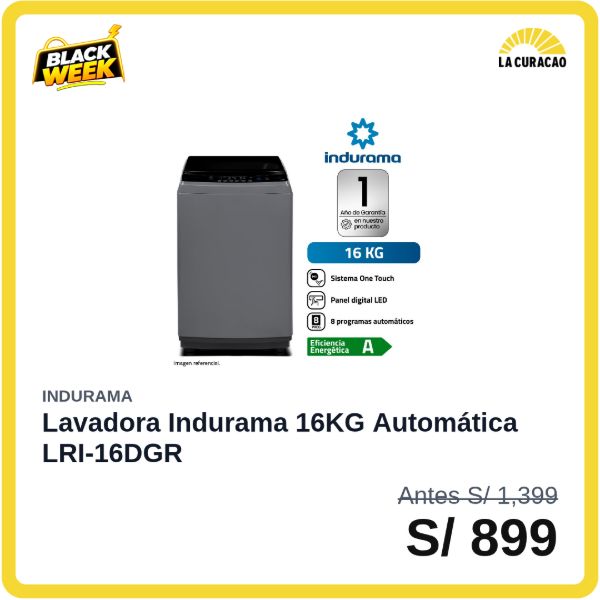 BLACK
WEEK
LA CURACAO
indurama
1
Año de Garantía
en nuestro
producto
16 KG
Sistema One Touch
Panel digital LED
8
PROG
8 programas automáticos
Eficiencia
Energética
A
Imagen referencial.
INDURAMA
Lavadora Indurama 16KG Automática
LRI-16DGR
Antes S/ 1,399
S/ 899